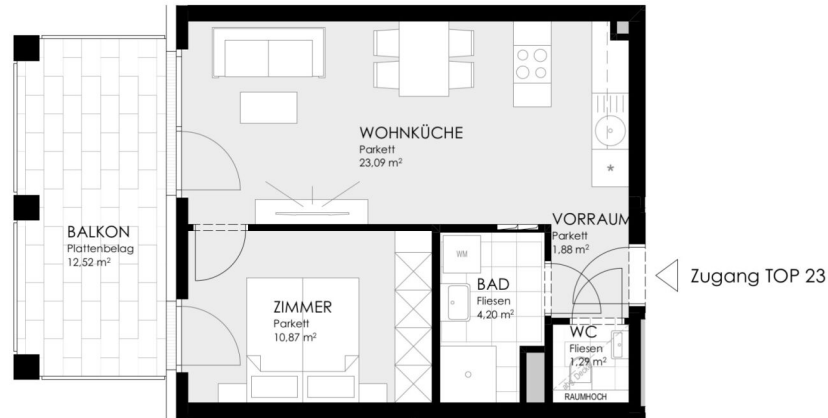 WOHNKÜCHE
Parkett
23,09 m²
BALKON
Plattenbelag
12,52 m²
VORRAUM
Parkett
1,88 m²
Zugang TOP 23
ZIMMER
Parkett
10,87 m²
WM
BAD
Fliesen
4,20 m²
WC
Fliesen
1,29 m²
RAUMHOCH